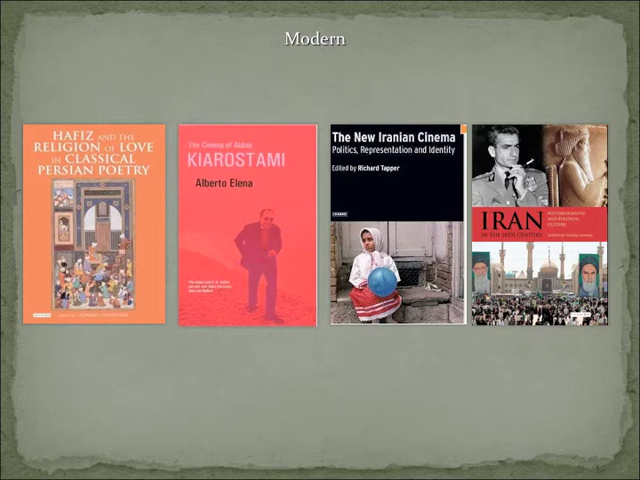 Modern
HAFIZ AND THE
RELIGION OF LOVE
IN CLASSICAL
PERSIAN POETRY
The Cinema of Abbas
KIAROSTAMI
Alberto Elena
The New Iranian Cinema
Politics, Representation and Identity
Edited by Richard Tapper
IRAN
IN THE 20TH CENTURY
HISTORIOGRAPHY
AND POLITICAL
CULTURE